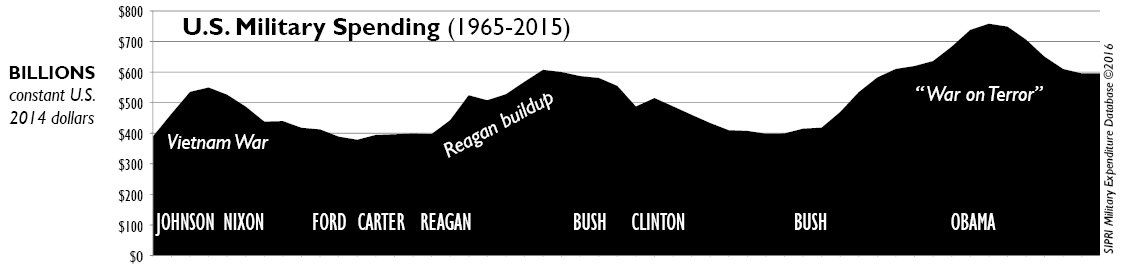 U.S. Military Spending (1965-2015)
BILLIONS
constant U.S.
2014 dollars
$800
$700
$600
$500
$400
$300
$200
$100
$0
Vietnam War
Reagan buildup
“War on Terror”
JOHNSON NIXON FORD CARTER REAGAN BUSH CLINTON BUSH OBAMA
SIPRI Military Expenditure Database ©2016